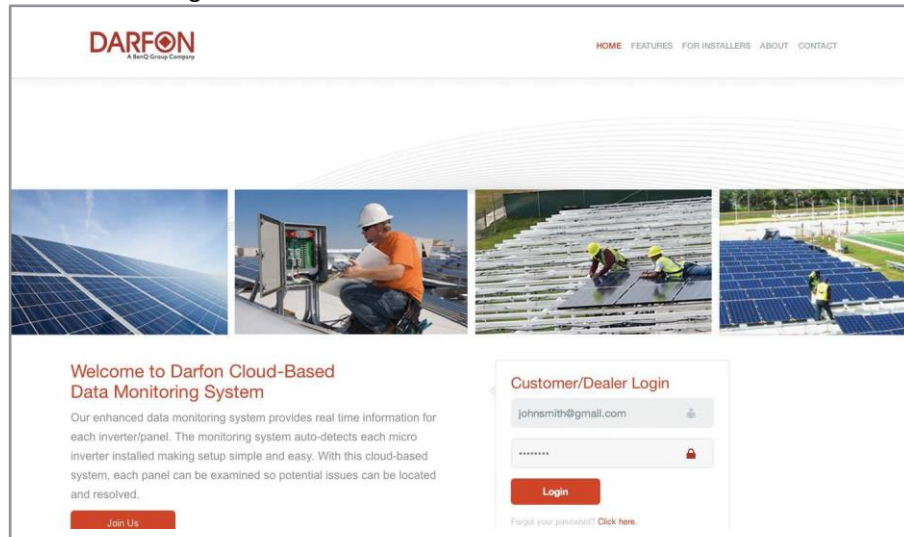 DARFON
A BenQ Group Company
HOME FEATURES FOR INSTALLERS ABOUT CONTACT
Welcome to Darfon Cloud-Based
Data Monitoring System
Our enhanced data monitoring system provides real time information for
each inverter/panel. The monitoring system auto-detects each micro
inverter installed making setup simple and easy. With this cloud-based
system, each panel can be examined so potential issues can be located
and resolved.
Join Us
Customer/Dealer Login
johnsmith@gmail.com
········
Login
Forgot your password? Click here.